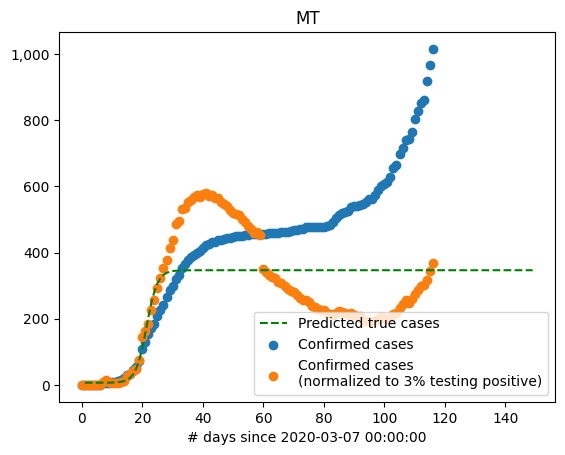 MT
1,000
800
600
400
200
0
Predicted true cases
Confirmed cases
Confirmed cases
(normalized to 3% testing positive)
0 20 40 60 80 100 120 140
# days since 2020-03-07 00:00:00